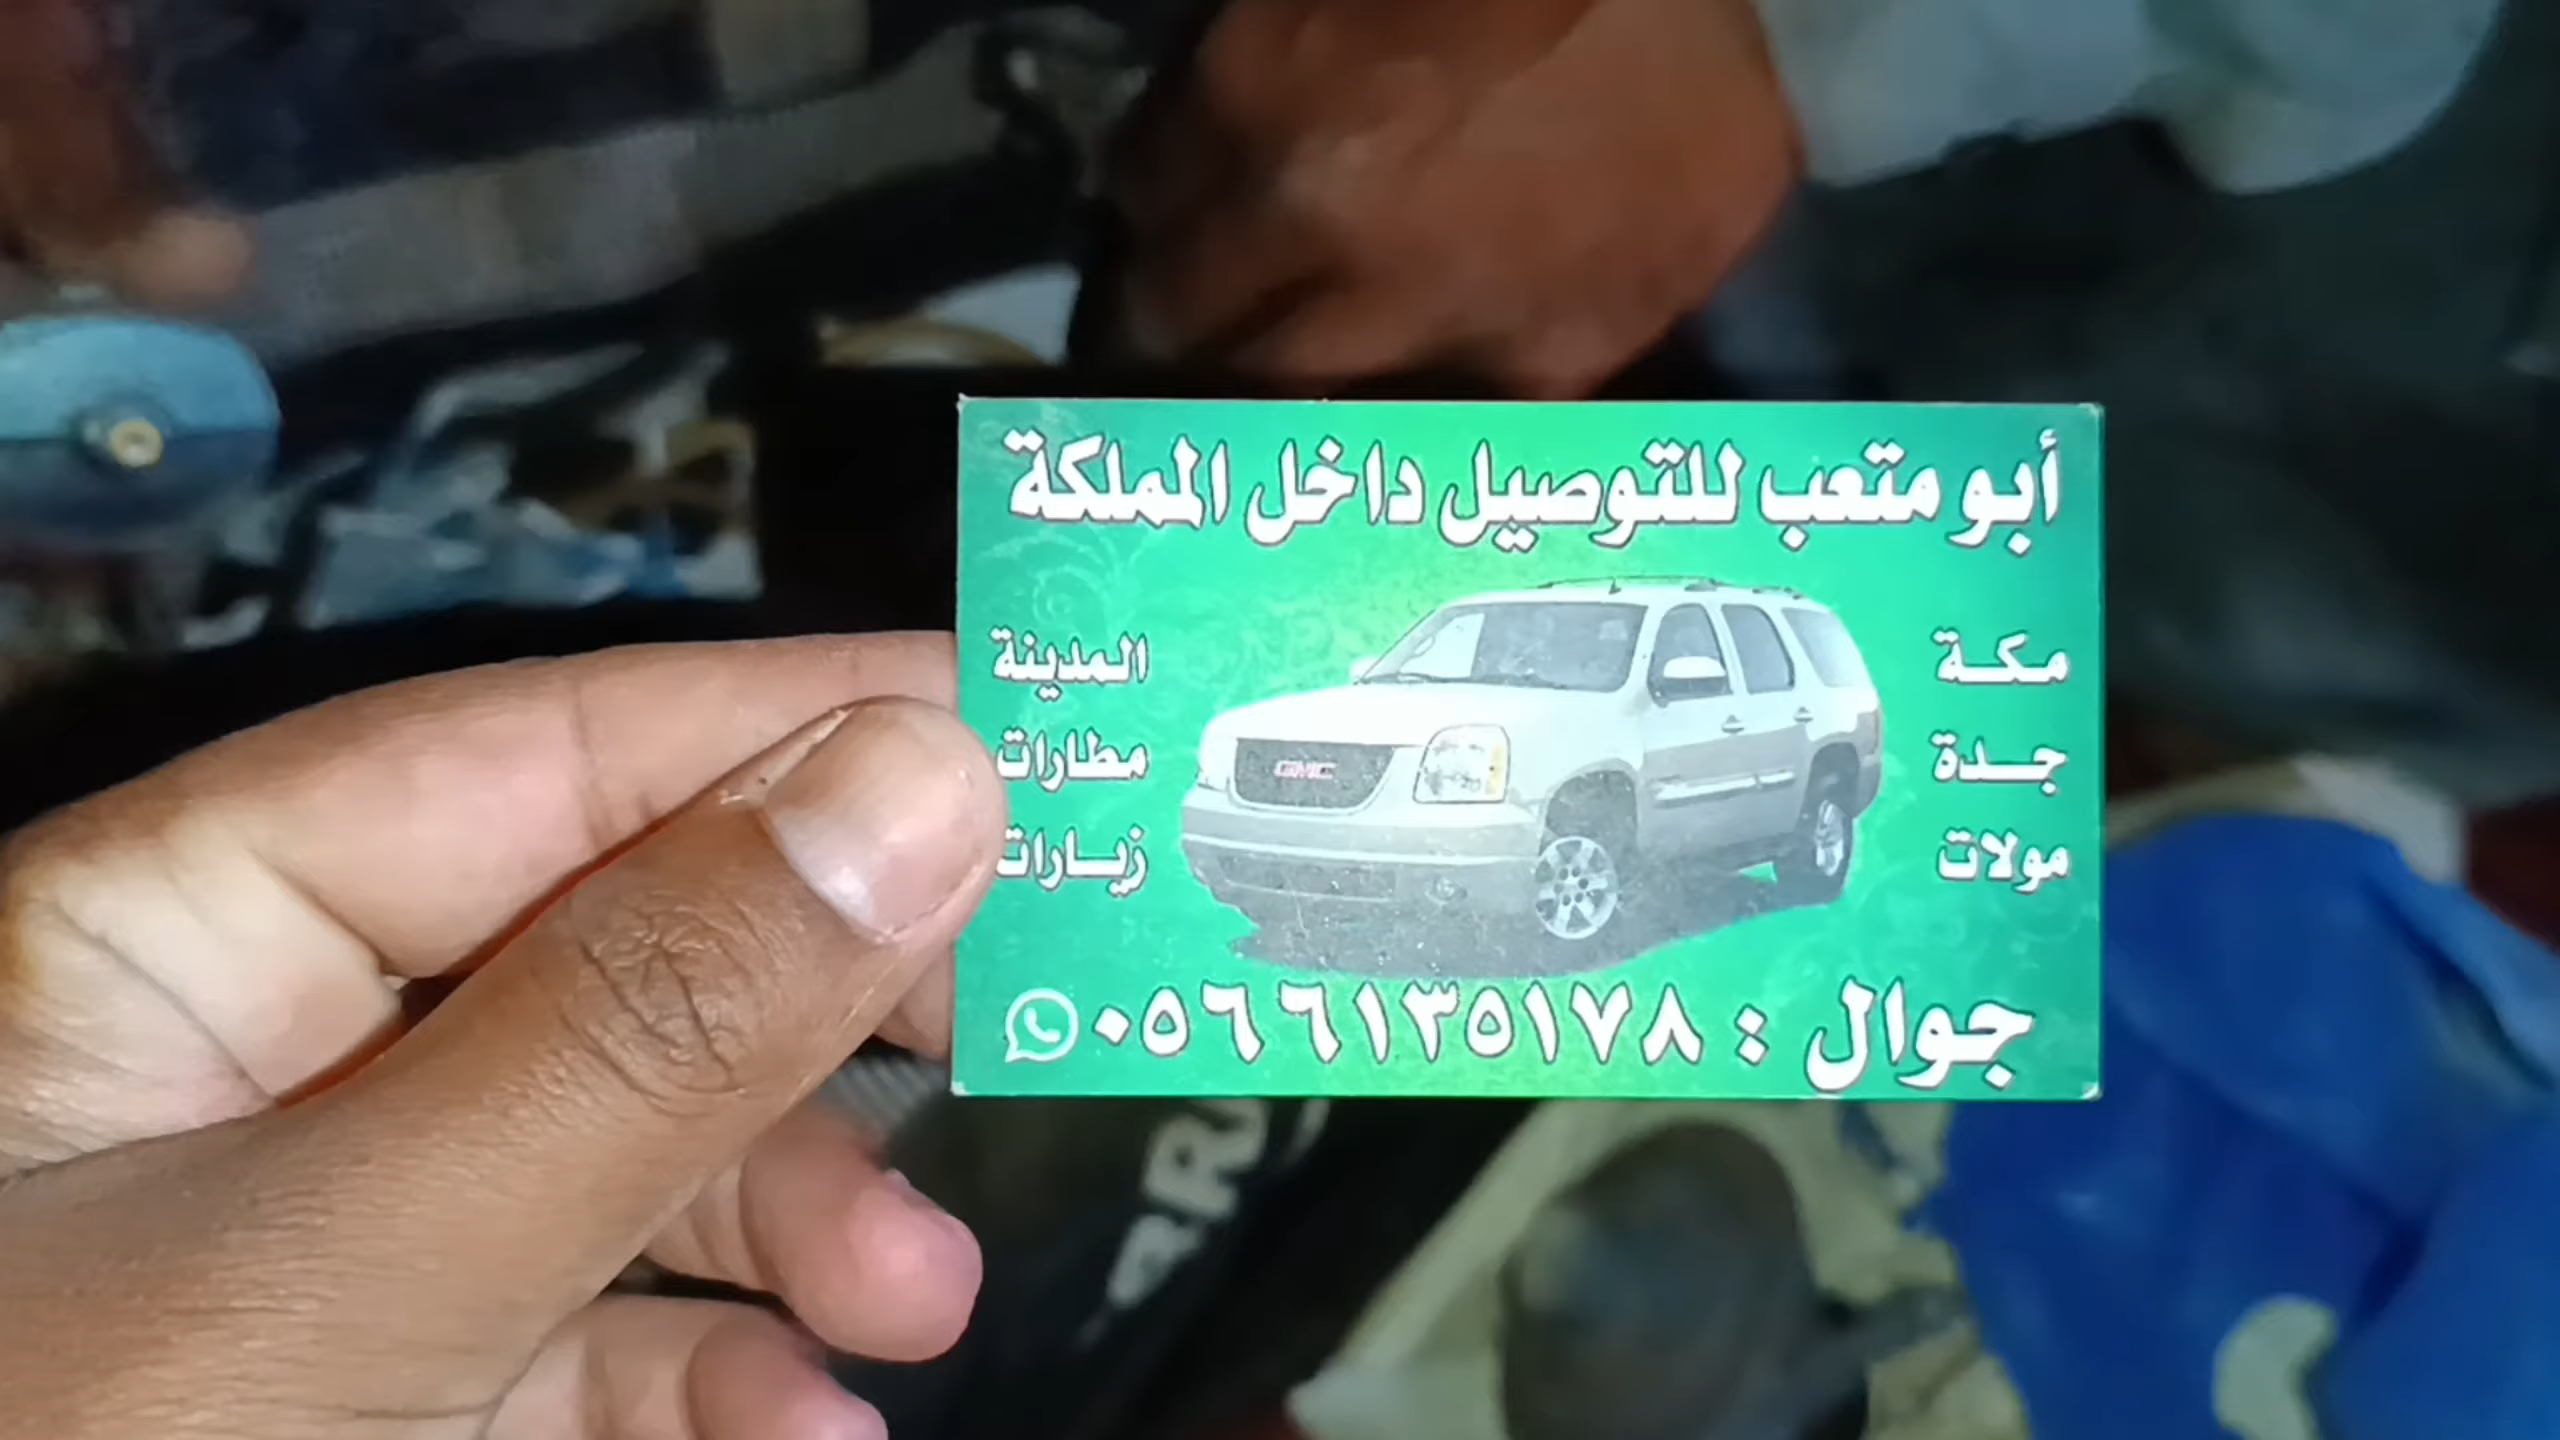 أبو متعب للتوصيل داخل المملكة
مكة
المدينة
جدة
مطارات
مولات
زيارات
GMC
جوال : ٠٥٦٦١٣٥١٧٨